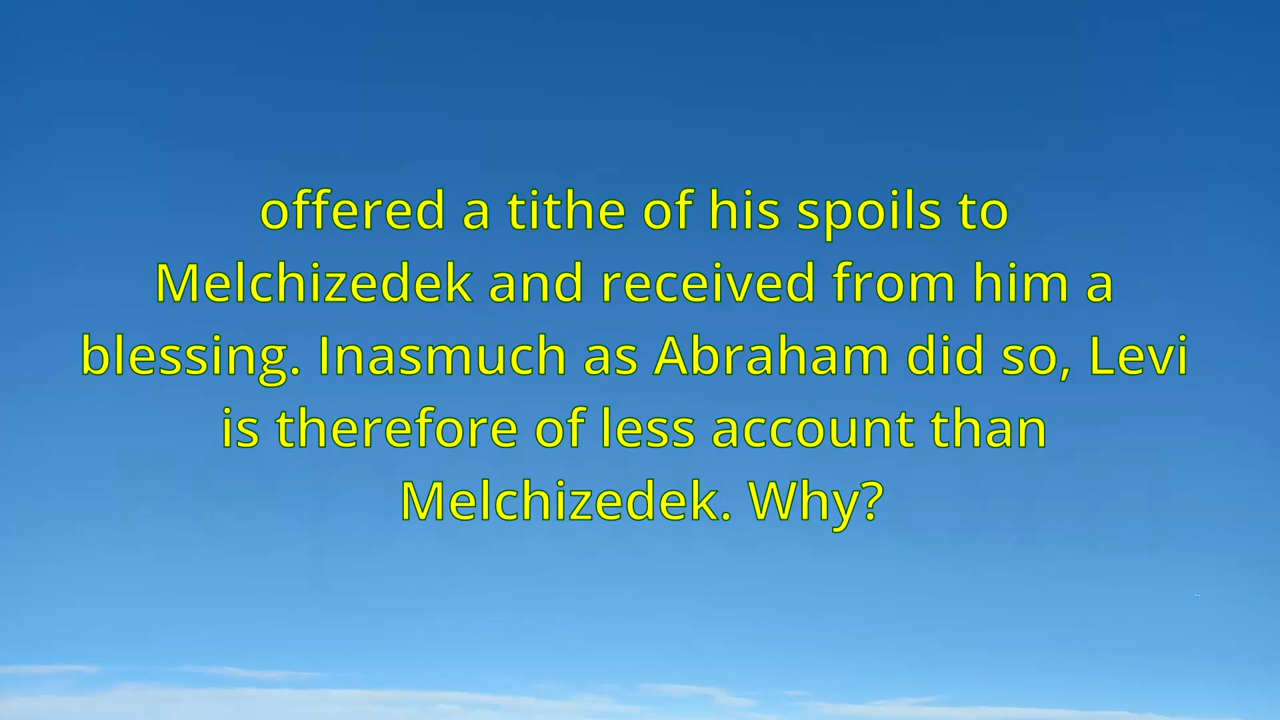 offered a tithe of his spoils to
Melchizedek and received from him a
blessing. Inasmuch as Abraham did so, Levi
is therefore of less account than
Melchizedek. Why?